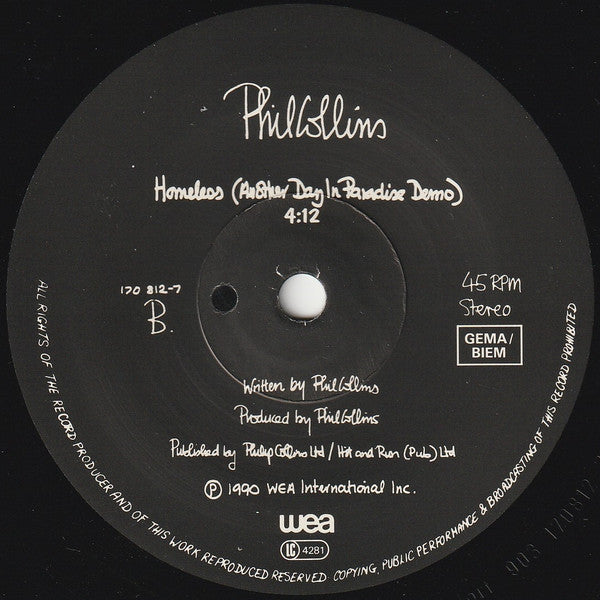 Phil Collins
Homeless (Another Day In Paradise Demo)
4:12
170 812-7
B.
45 RPM
Stereo
GEMA/
BIEM
Written by Phil Collins
Produced by Phil Collins
Published by Philip Collins Ltd / Hit and Run (Pub) Ltd
℗ 1990 WEA International Inc.
wea
LC 4281
ALL RIGHTS OF THE RECORD PRODUCER AND OF THIS WORK REPRODUCED RESERVED. COPYING, PUBLIC PERFORMANCE & BROADCASTING OF THIS RECORD PROHIBITED